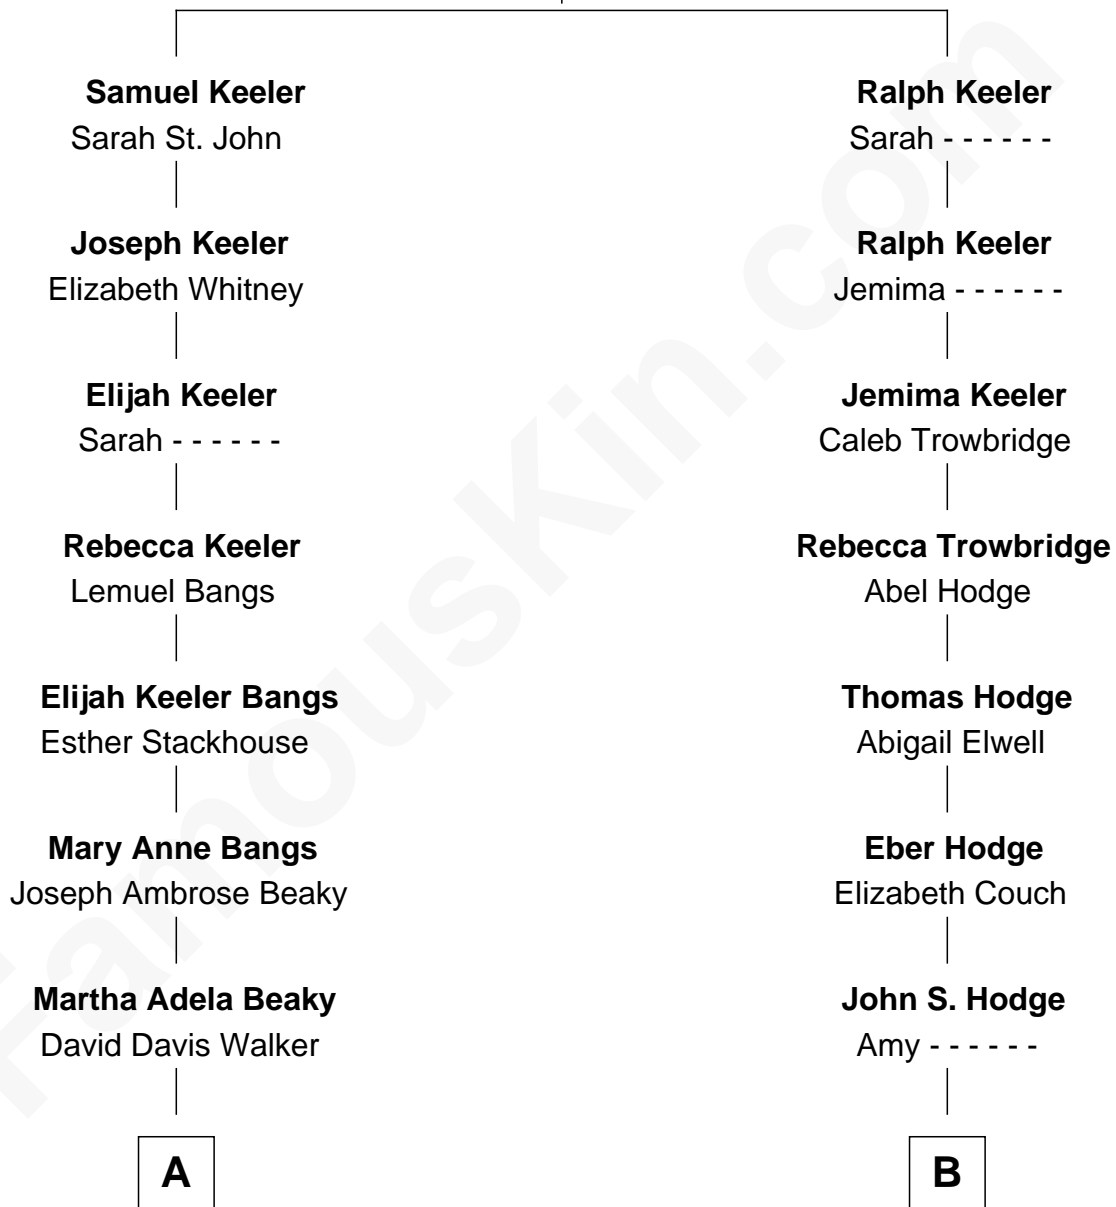 Samuel Keeler
Sarah St. John
Joseph Keeler
Elizabeth Whitney
Elijah Keeler
Sarah - - - - - -
Rebecca Keeler
Lemuel Bangs
Elijah Keeler Bangs
Esther Stackhouse
Mary Anne Bangs
Joseph Ambrose Beaky
Martha Adela Beaky
David Davis Walker
A
Ralph Keeler
Sarah - - - - - -
Ralph Keeler
Jemima - - - - - -
Jemima Keeler
Caleb Trowbridge
Rebecca Trowbridge
Abel Hodge
Thomas Hodge
Abigail Elwell
Eber Hodge
Elizabeth Couch
John S. Hodge
Amy - - - - - -
B
FamousKin.com